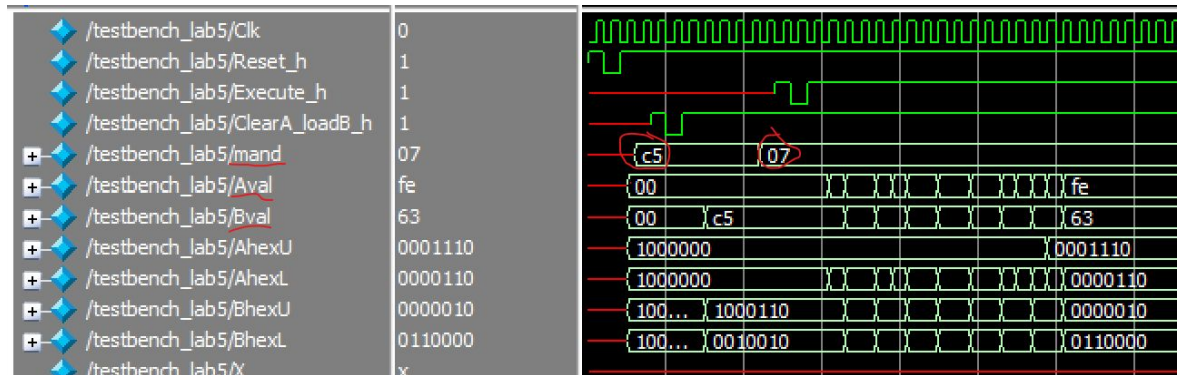 /testbench_lab5/Clk 0
/testbench_lab5/Reset_h 1
/testbench_lab5/Execute_h 1
/testbench_lab5/ClearA_loadB_h 1
/testbench_lab5/mand 07 c5 07
/testbench_lab5/Aval fe 00 fe
/testbench_lab5/Bval 63 00 c5 63
/testbench_lab5/AhexU 0001110 1000000 0001110
/testbench_lab5/AhexL 0000110 1000000 0000110
/testbench_lab5/BhexU 0000010 100... 1000110 0000010
/testbench_lab5/BhexL 0110000 100... 0010010 0110000
/testbench_lab5/X x